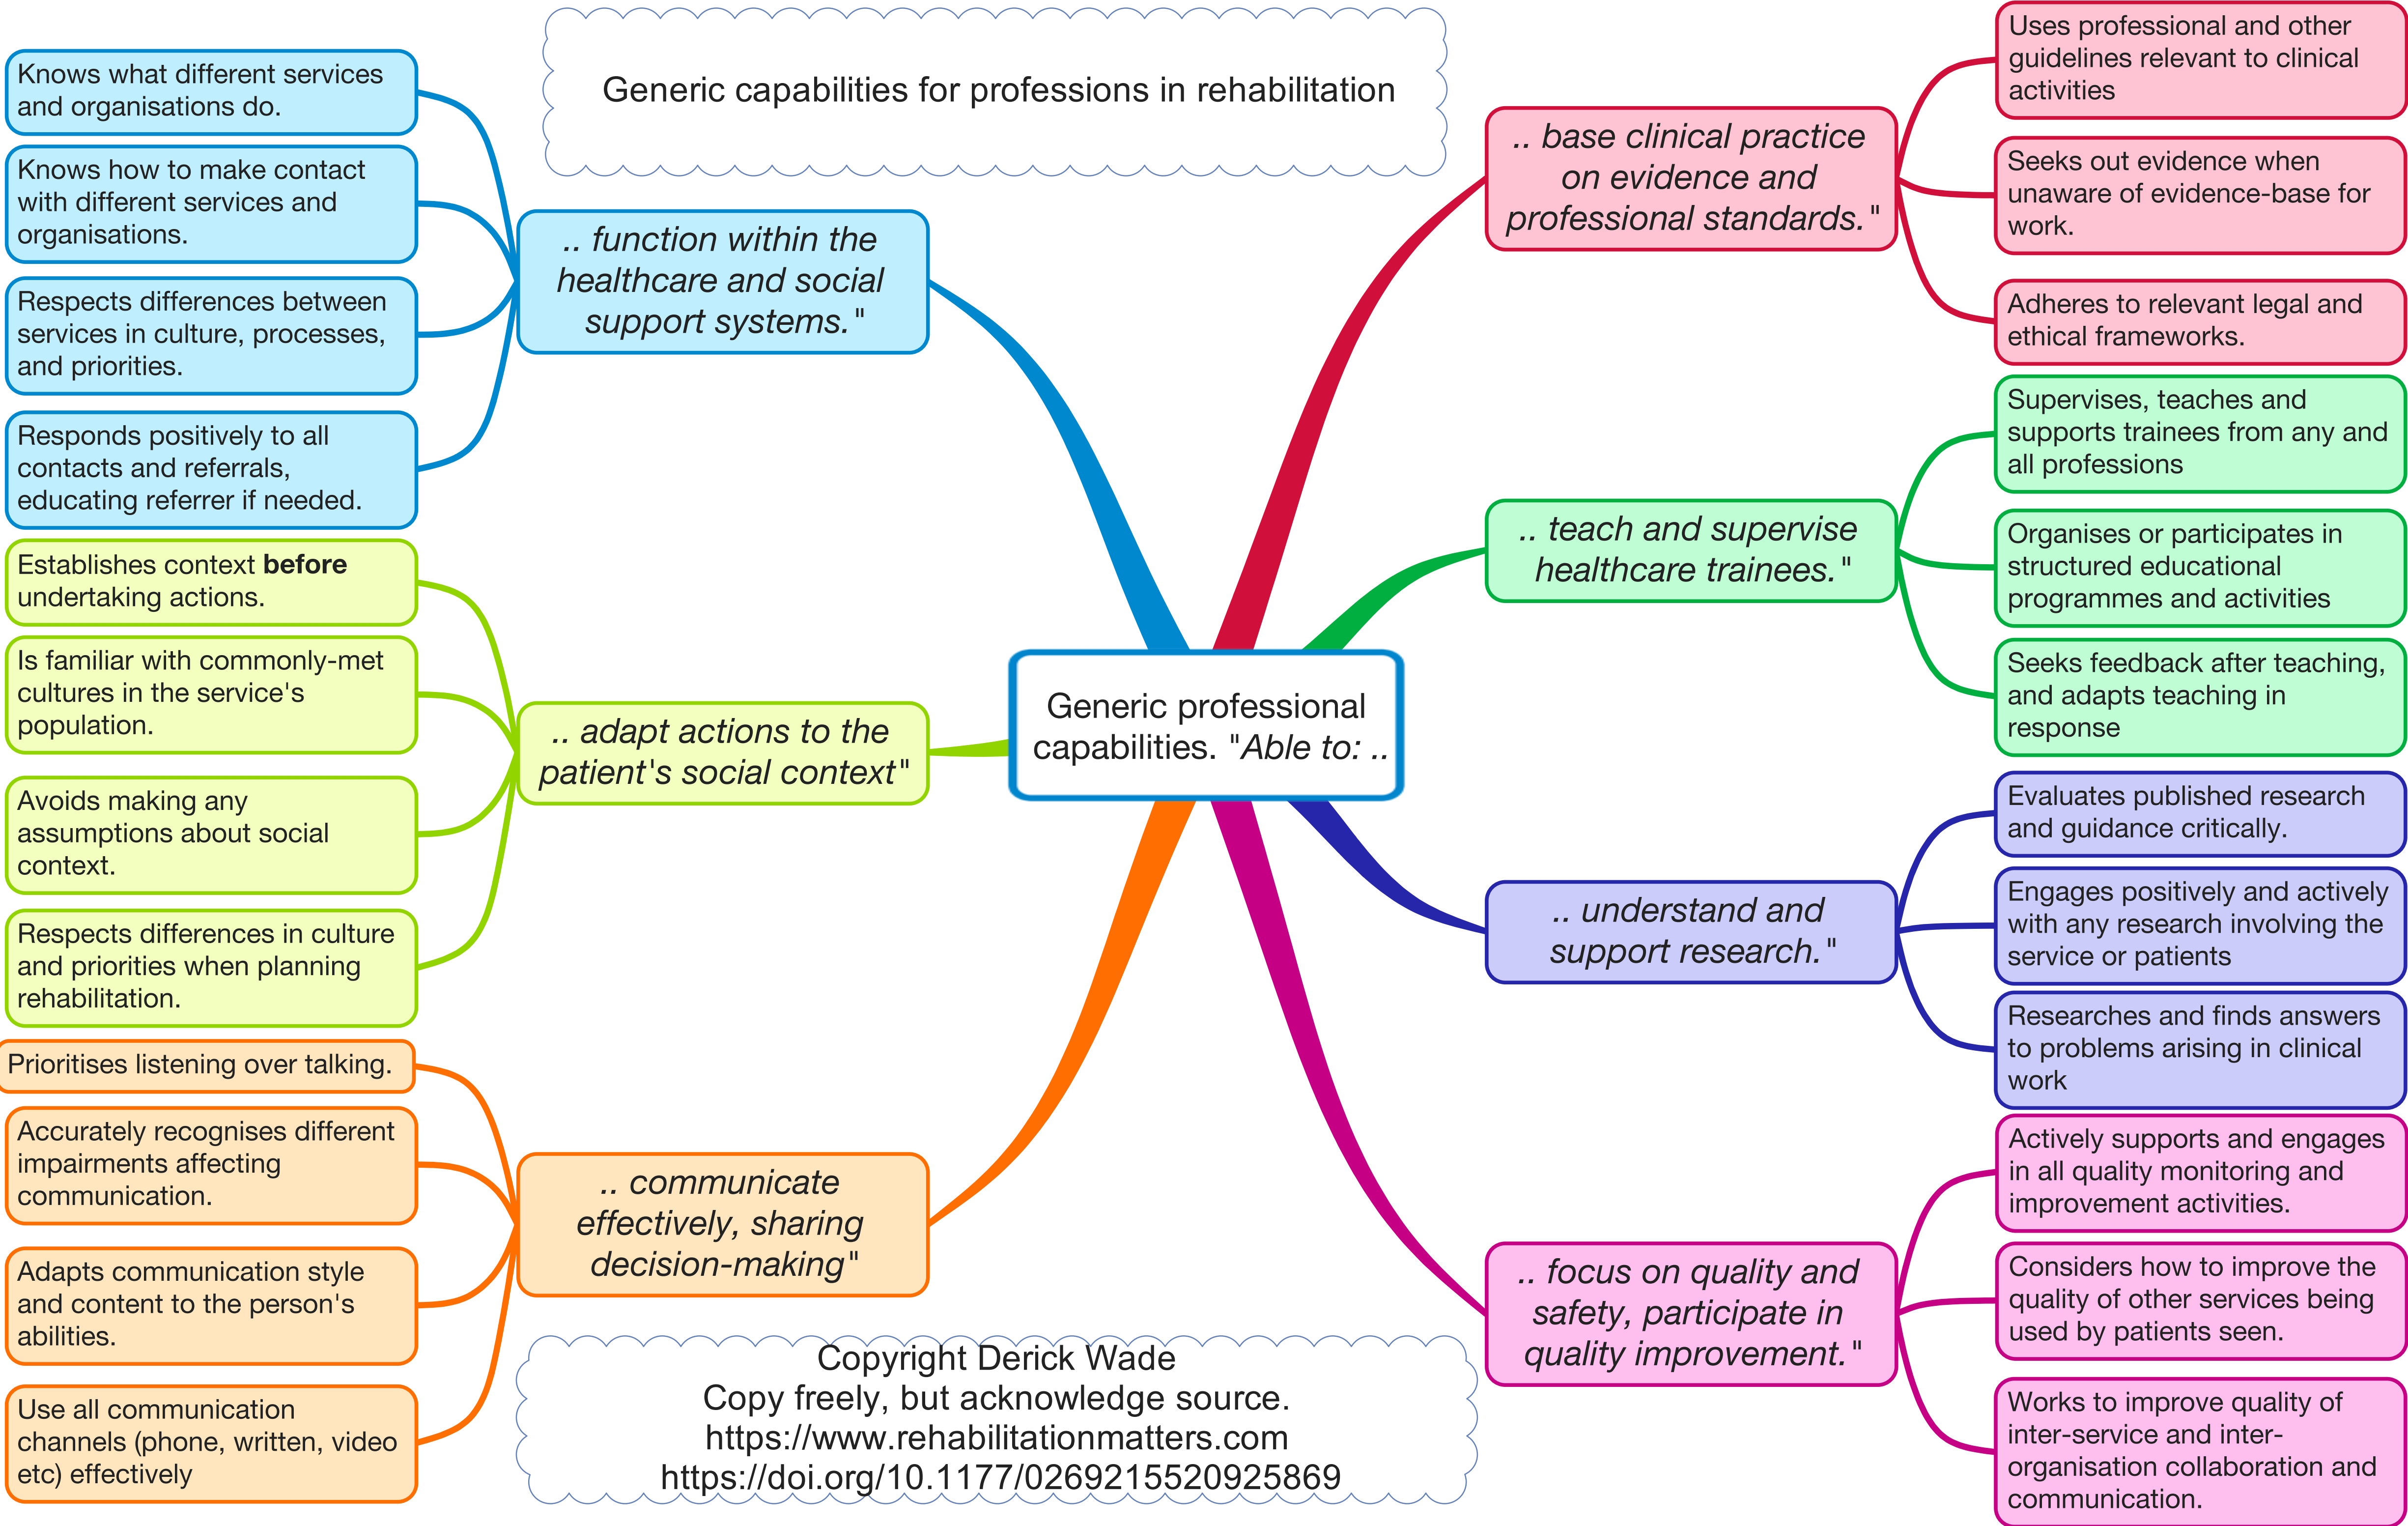 Generic capabilities for professions in rehabilitation
Generic professional
capabilities. "Able to: ..
.. base clinical practice
on evidence and
professional standards."
Uses professional and other
guidelines relevant to clinical
activities
Seeks out evidence when
unaware of evidence-base for
work.
Adheres to relevant legal and
ethical frameworks.
.. teach and supervise
healthcare trainees."
Supervises, teaches and
supports trainees from any and
all professions
Organises or participates in
structured educational
programmes and activities
Seeks feedback after teaching,
and adapts teaching in
response
.. understand and
support research."
Evaluates published research
and guidance critically.
Engages positively and actively
with any research involving the
service or patients
Researches and finds answers
to problems arising in clinical
work
.. focus on quality and
safety, participate in
quality improvement."
Actively supports and engages
in all quality monitoring and
improvement activities.
Considers how to improve the
quality of other services being
used by patients seen.
Works to improve quality of
inter-service and inter-
organisation collaboration and
communication.
.. function within the
healthcare and social
support systems."
Knows what different services
and organisations do.
Knows how to make contact
with different services and
organisations.
Respects differences between
services in culture, processes,
and priorities.
Responds positively to all
contacts and referrals,
educating referrer if needed.
.. adapt actions to the
patient's social context"
Establishes context before
undertaking actions.
Is familiar with commonly-met
cultures in the service's
population.
Avoids making any
assumptions about social
context.
Respects differences in culture
and priorities when planning
rehabilitation.
.. communicate
effectively, sharing
decision-making"
Prioritises listening over talking.
Accurately recognises different
impairments affecting
communication.
Adapts communication style
and content to the person's
abilities.
Use all communication
channels (phone, written, video
etc) effectively
Copyright Derick Wade
Copy freely, but acknowledge source.
https://www.rehabilitationmatters.com
https://doi.org/10.1177/0269215520925869